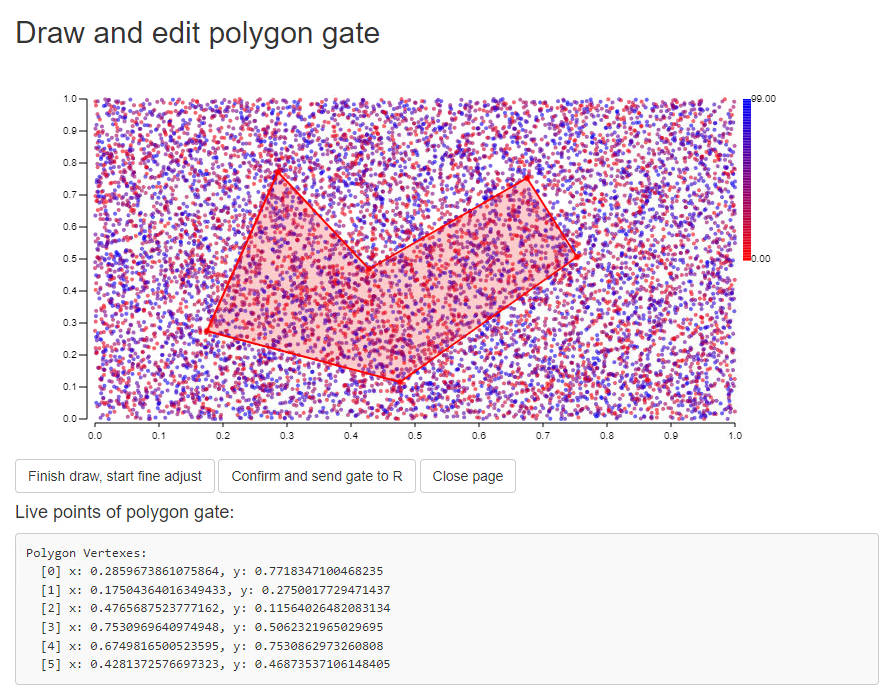 Draw and edit polygon gate
1.0
0.9
0.8
0.7
0.6
0.5
0.4
0.3
0.2
0.1
0.0
0.0 0.1 0.2 0.3 0.4 0.5 0.6 0.7 0.8 0.9 1.0
99.00
0.00
Finish draw, start fine adjust Confirm and send gate to R Close page
Live points of polygon gate:
Polygon Vertexes:
[0] x: 0.2859673861075864, y: 0.7718347100468235
[1] x: 0.17504364016349433, y: 0.2750017729471437
[2] x: 0.4765687523777162, y: 0.11564026482083134
[3] x: 0.7530969640974948, y: 0.5062321965029695
[4] x: 0.6749816500523595, y: 0.7530862973260808
[5] x: 0.4281372576697323, y: 0.46873537106148405